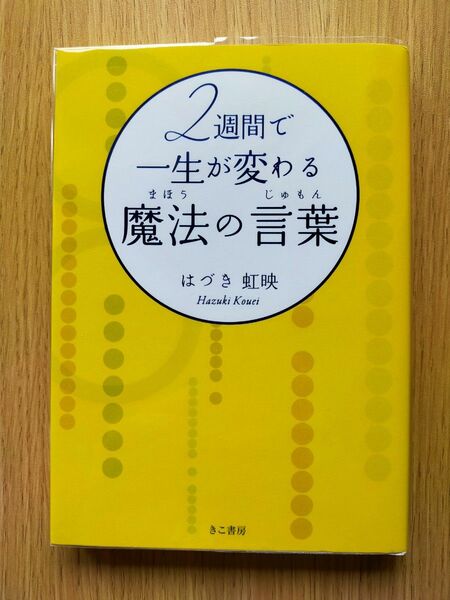 2週間で
一生が変わる
まほう じゅもん
魔法の言葉
はづき 虹映
Hazuki Kouei
きこ書房